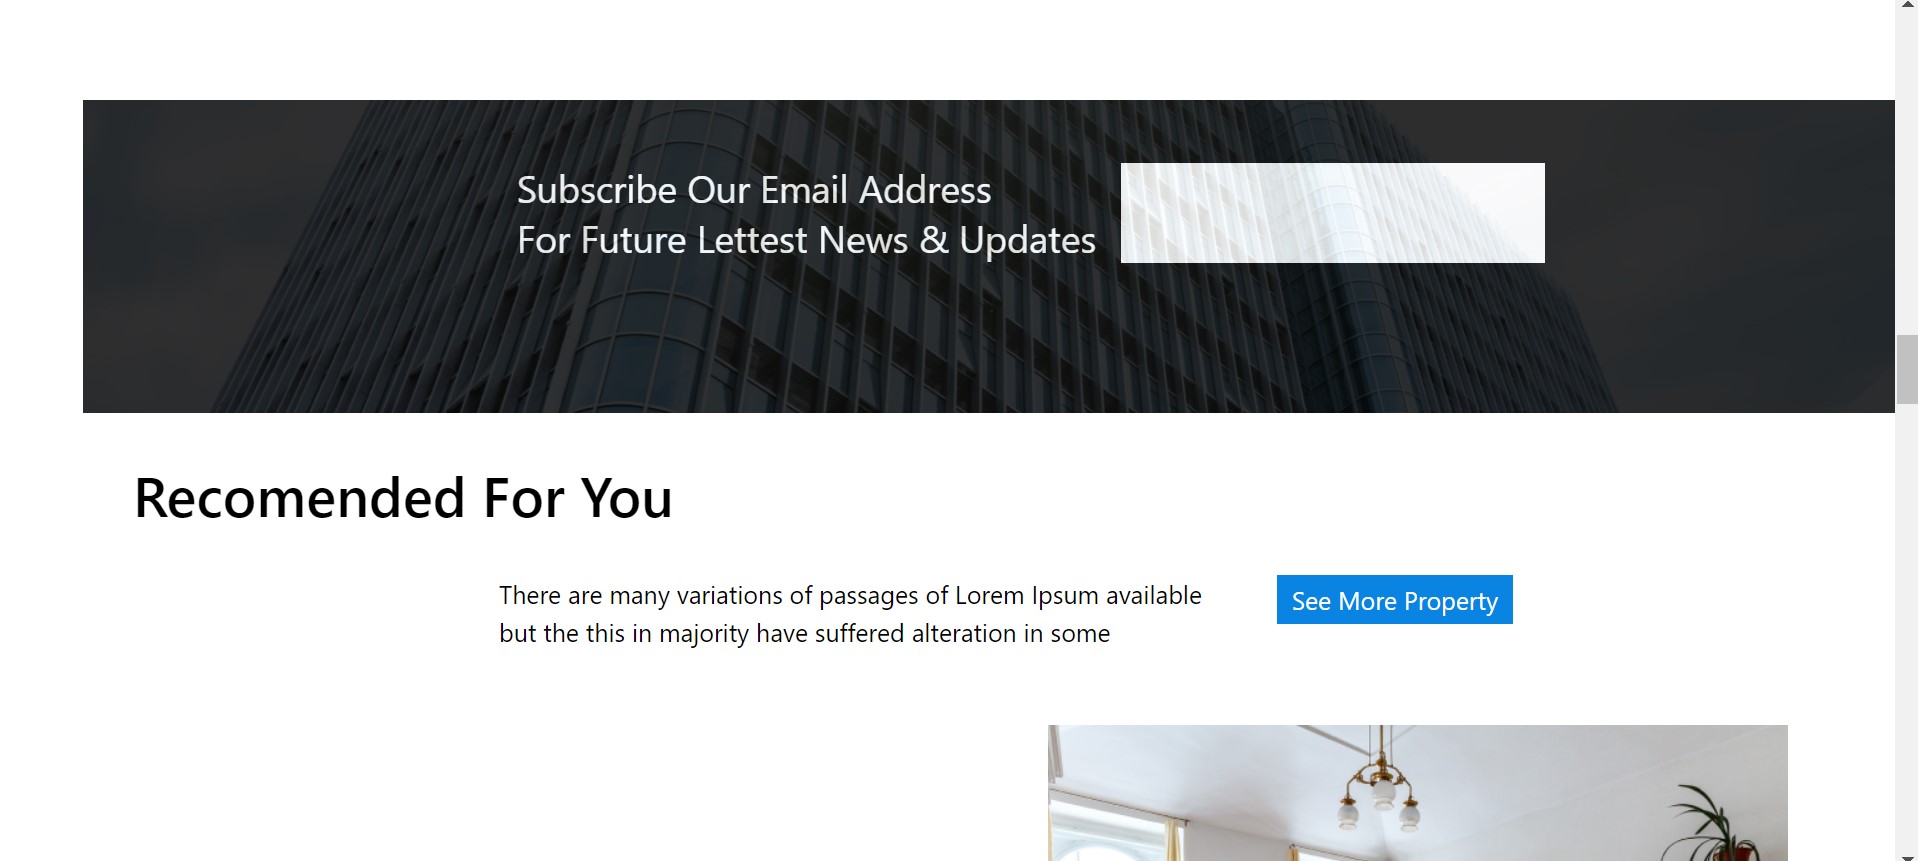 Subscribe Our Email Address
For Future Lettest News & Updates
Recomended For You
There are many variations of passages of Lorem Ipsum available
but the this in majority have suffered alteration in some
See More Property